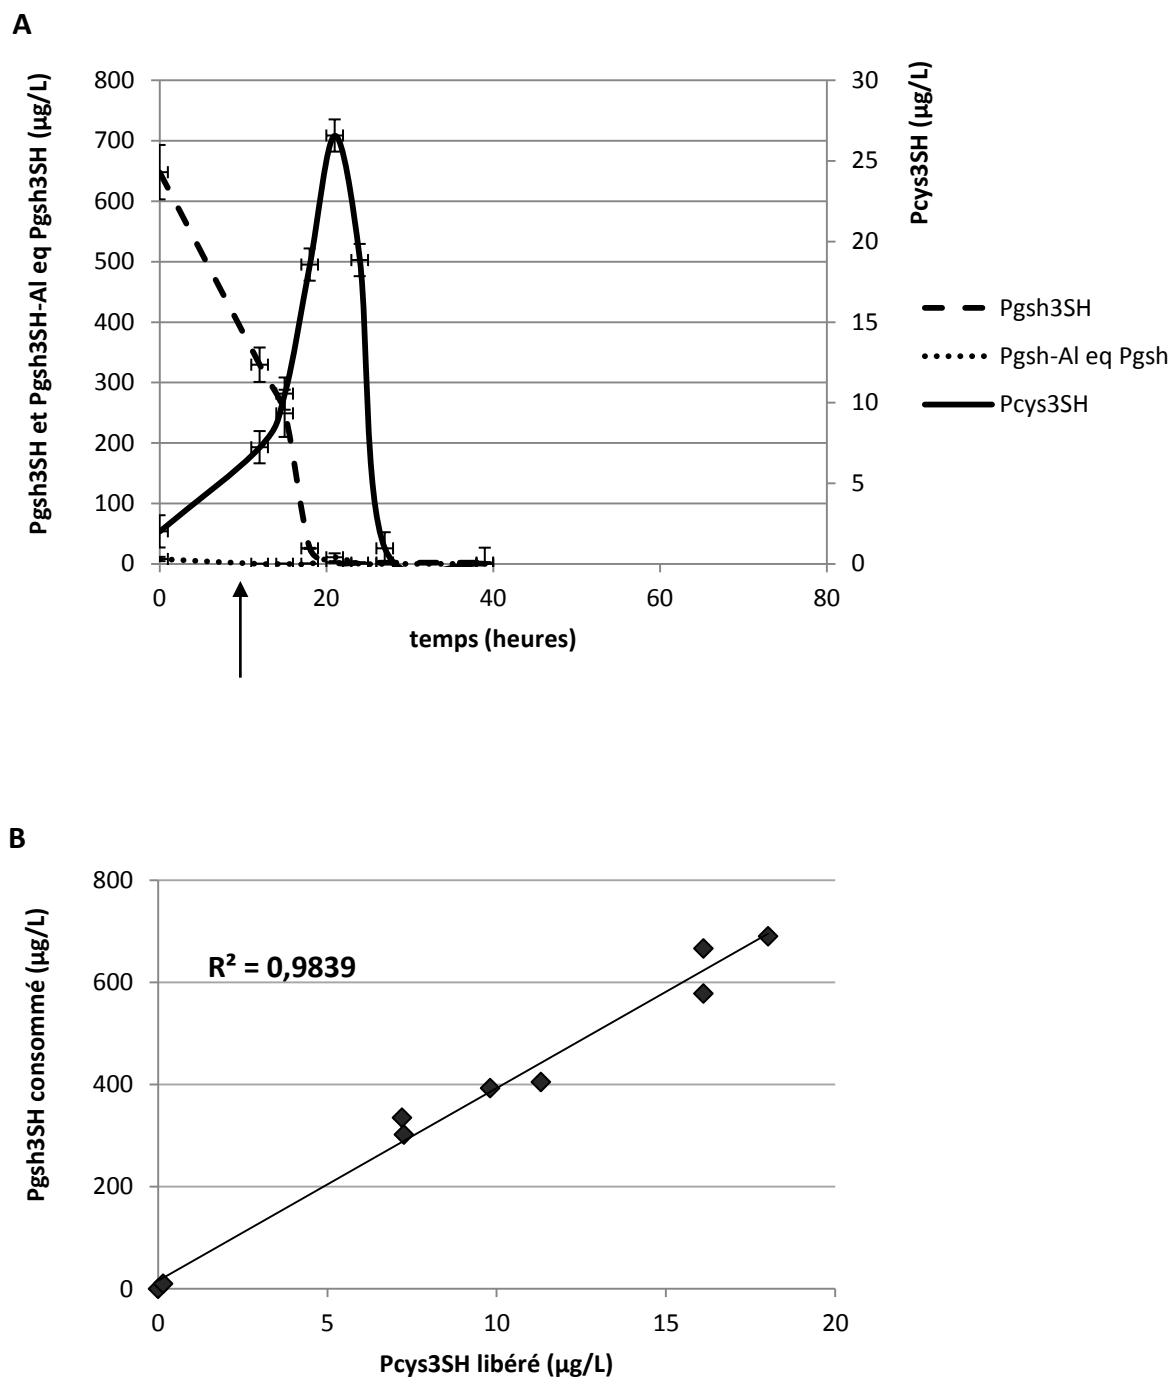 A
Pgsh3SH et Pgsh3SH-Al eq Pgsh3SH (µg/L)
800
700
600
500
400
300
200
100
0
30
25
20
15
10
5
0
Pcys3SH (µg/L)
0 20 40 60 80
temps (heures)
Pgsh3SH
Pgsh-Al eq Pgsh
Pcys3SH
B
Pgsh3SH consommé (µg/L)
800
600
400
200
0
R² = 0,9839
0 5 10 15 20
Pcys3SH libéré (µg/L)